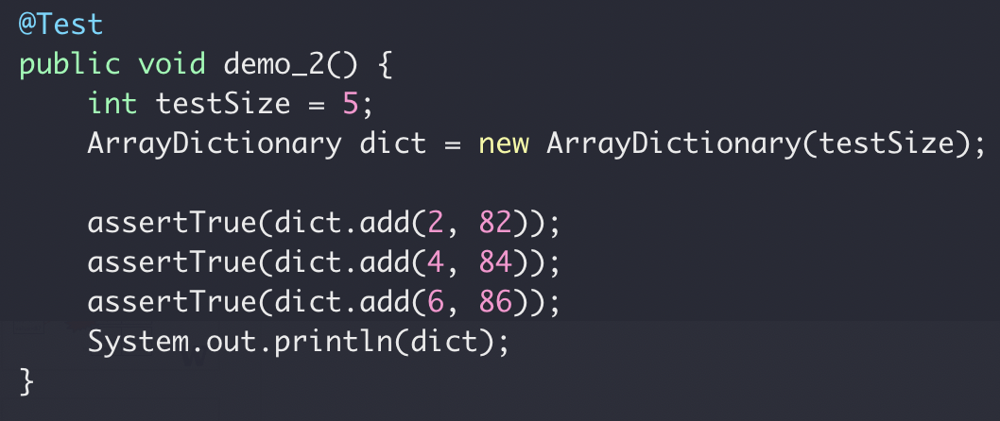 @Test
public void demo_2() {
    int testSize = 5;
    ArrayDictionary dict = new ArrayDictionary(testSize);

    assertTrue(dict.add(2, 82));
    assertTrue(dict.add(4, 84));
    assertTrue(dict.add(6, 86));
    System.out.println(dict);
}